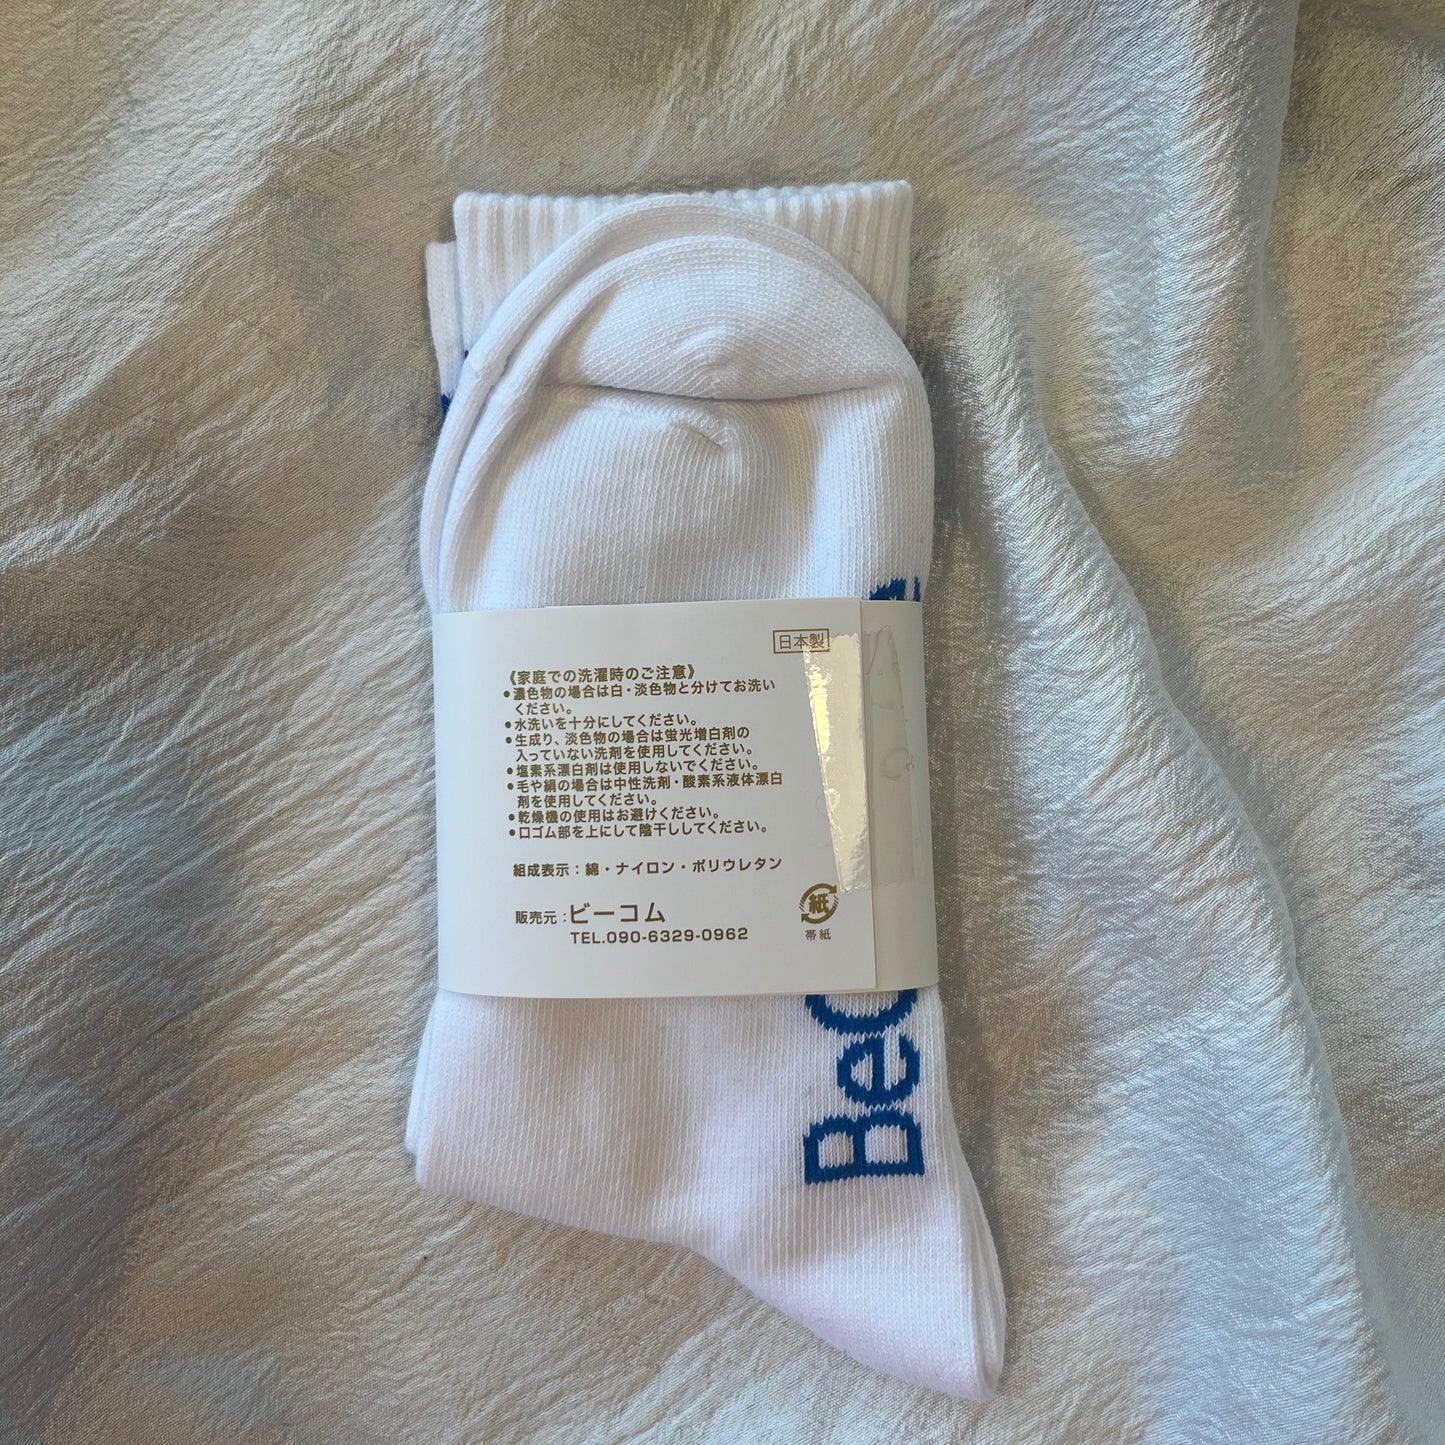 日本製
《家庭での洗濯時のご注意》
●濃色物の場合は白・淡色物と分けてお洗い
ください。
●水洗いを十分にしてください。
●生成り、淡色物の場合は蛍光増白剤の
入っていない洗剤を使用してください。
●塩素系漂白剤は使用しないでください。
●毛や絹の場合は中性洗剤・酸素系液体漂白
剤を使用してください。
●乾燥機の使用はお避けください。
●口ゴム部を上にして陰干ししてください。
組成表示：綿・ナイロン・ポリウレタン
販売元：ビーコム
TEL.090-6329-0962
紙
帯紙
Be